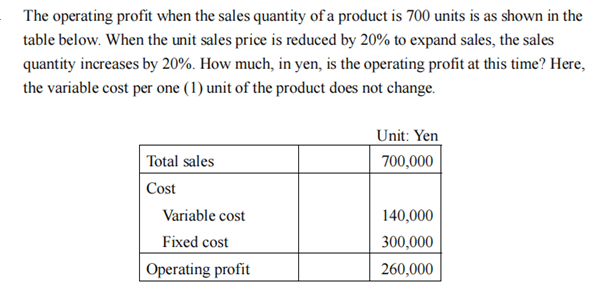 The operating profit when the sales quantity of a product is 700 units is as shown in the
table below. When the unit sales price is reduced by 20% to expand sales, the sales
quantity increases by 20%. How much, in yen, is the operating profit at this time? Here,
the variable cost per one (1) unit of the product does not change.
Unit: Yen
Total sales 700,000
Cost
Variable cost 140,000
Fixed cost 300,000
Operating profit 260,000